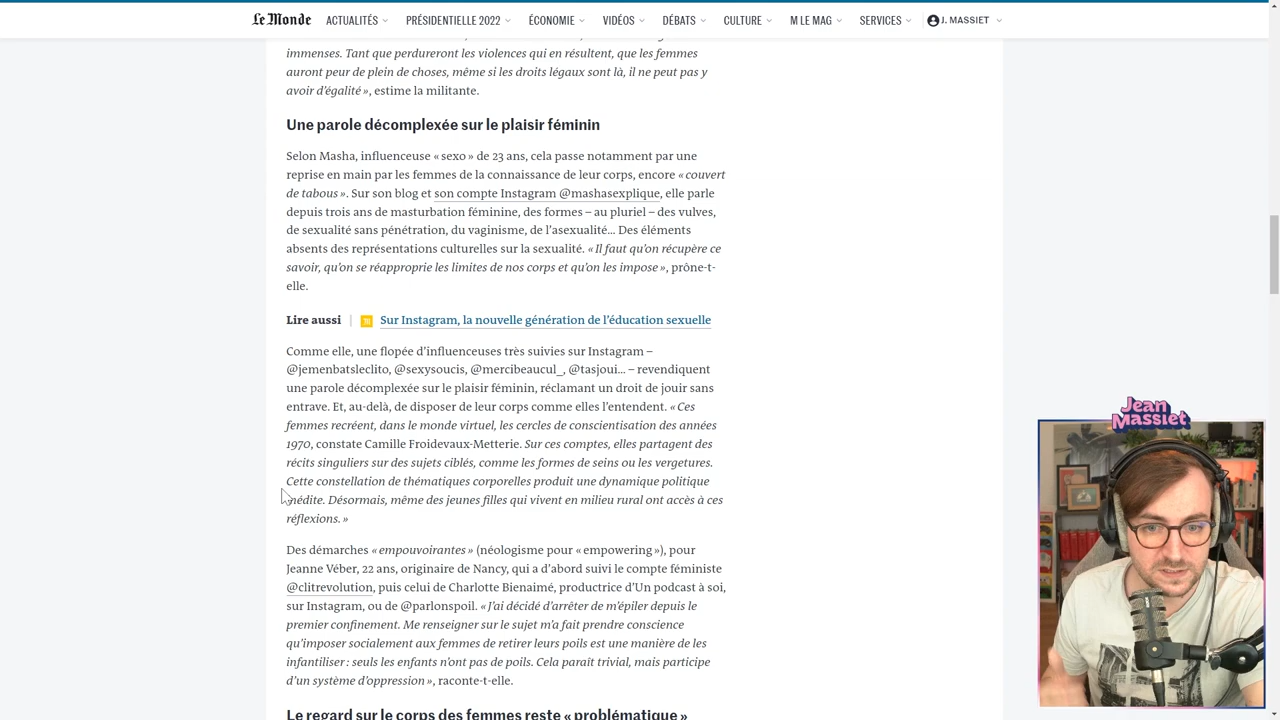 Le Monde ACTUALITÉS PRÉSIDENTIELLE 2022 ÉCONOMIE VIDÉOS DÉBATS CULTURE M LE MAG SERVICES J. MASSIET
immenses. Tant que perdureront les violences qui en résultent, que les femmes
auront peur de plein de choses, même si les droits légaux sont là, il ne peut pas y
avoir d'égalité », estime la militante.
Une parole décomplexée sur le plaisir féminin
Selon Masha, influenceuse « sexo » de 23 ans, cela passe notamment par une
reprise en main par les femmes de la connaissance de leur corps, encore « couvert
de tabous ». Sur son blog et son compte Instagram @mashasexplique, elle parle
depuis trois ans de masturbation féminine, des formes – au pluriel – des vulves,
de sexualité sans pénétration, du vaginisme, de l'asexualité… Des éléments
absents des représentations culturelles sur la sexualité. « Il faut qu'on récupère ce
savoir, qu'on se réapproprie les limites de nos corps et qu'on les impose », prône-t-
elle.
Lire aussi | Sur Instagram, la nouvelle génération de l'éducation sexuelle
Comme elle, une flopée d'influenceuses très suivies sur Instagram –
@jemenbatsleclito, @sexysoucis, @mercibeaucul_, @tasjoui… – revendiquent
une parole décomplexée sur le plaisir féminin, réclamant un droit de jouir sans
entrave. Et, au-delà, de disposer de leur corps comme elles l'entendent. « Ces
femmes recréent, dans le monde virtuel, les cercles de conscientisation des années
1970, constate Camille Froidevaux-Metterie. Sur ces comptes, elles partagent des
récits singuliers sur des sujets ciblés, comme les formes de seins ou les vergetures.
Cette constellation de thématiques corporelles produit une dynamique politique
inédite. Désormais, même des jeunes filles qui vivent en milieu rural ont accès à ces
réflexions. »
Des démarches « empouvoirantes » (néologisme pour « empowering »), pour
Jeanne Véber, 22 ans, originaire de Nancy, qui a d'abord suivi le compte féministe
@clitrevolution, puis celui de Charlotte Bienaimé, productrice d'Un podcast à soi,
sur Instagram, ou de @parlonspoil. « J'ai décidé d'arrêter de m'épiler depuis le
premier confinement. Me renseigner sur le sujet m'a fait prendre conscience
qu'imposer socialement aux femmes de retirer leurs poils est une manière de les
infantiliser : seuls les enfants n'ont pas de poils. Cela paraît trivial, mais participe
d'un système d'oppression », raconte-t-elle.
Le regard sur le corps des femmes reste « problématique »
Jean
Massiet